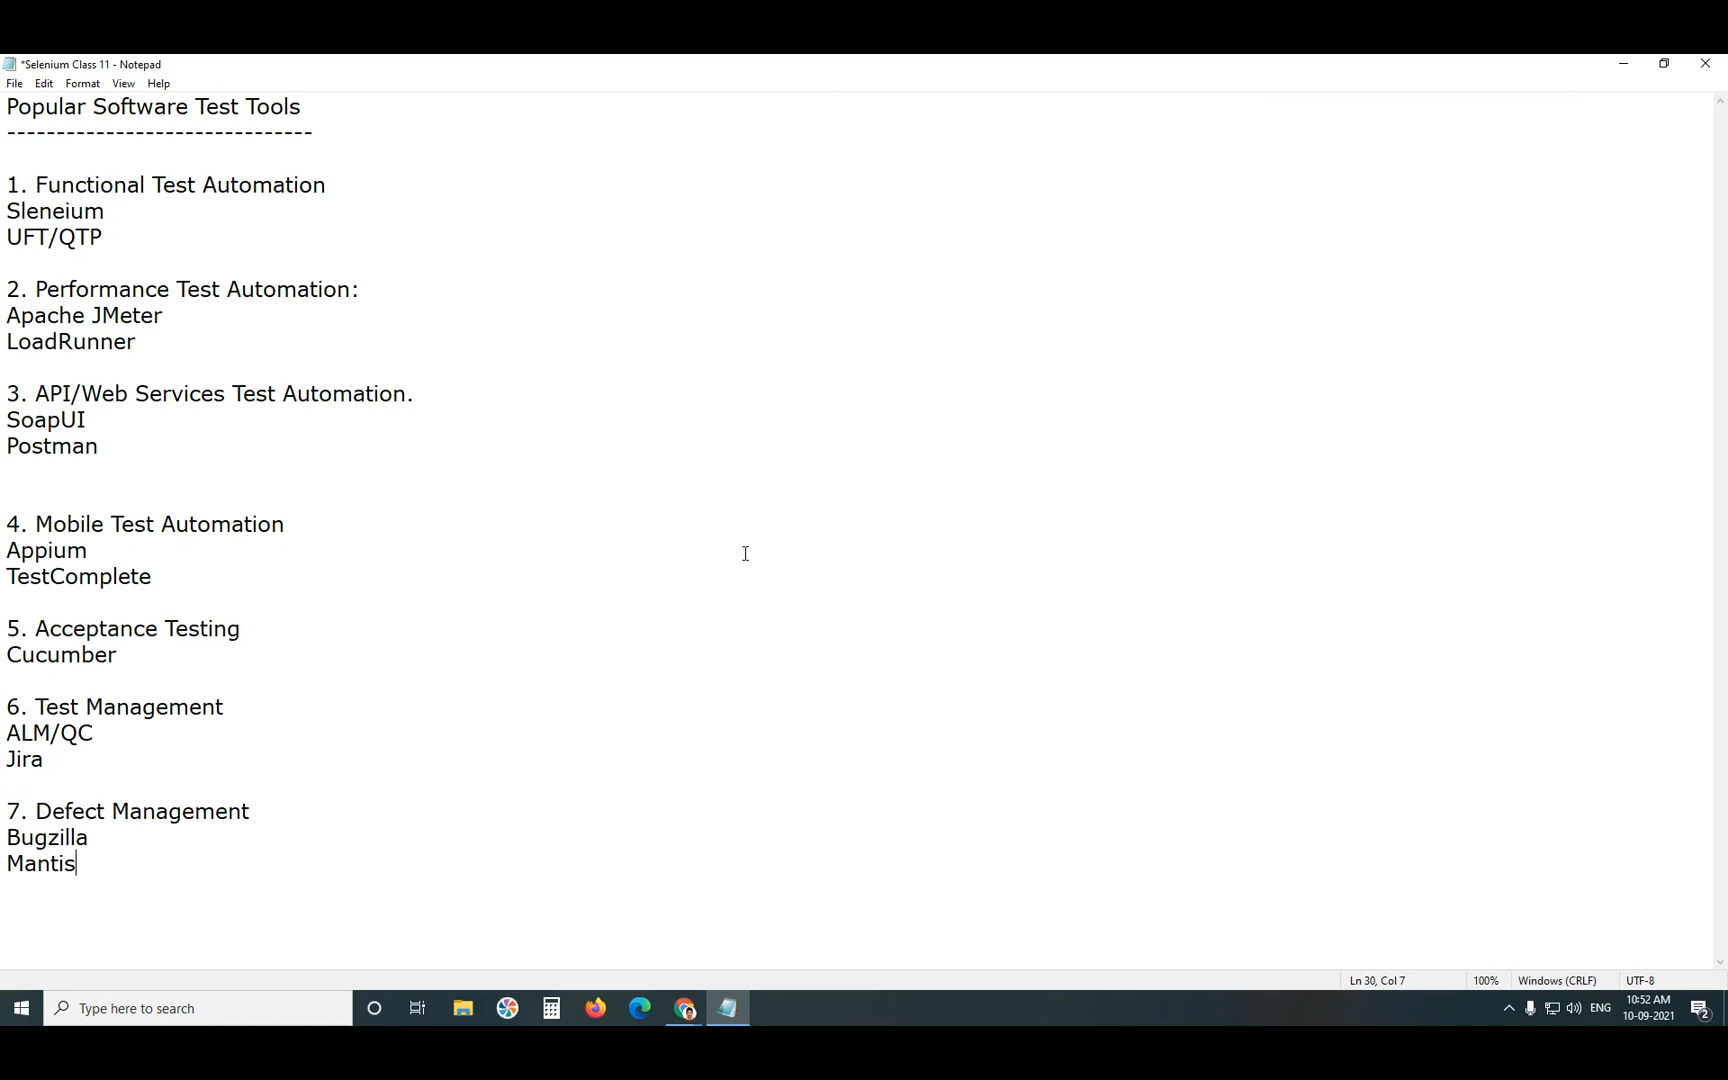 *Selenium Class 11 - Notepad
File Edit Format View Help
Popular Software Test Tools
-------------------------------
1. Functional Test Automation
Sleneium
UFT/QTP
2. Performance Test Automation:
Apache JMeter
LoadRunner
3. API/Web Services Test Automation.
SoapUI
Postman
4. Mobile Test Automation
Appium
TestComplete
5. Acceptance Testing
Cucumber
6. Test Management
ALM/QC
Jira
7. Defect Management
Bugzilla
Mantis
Ln 30, Col 7 100% Windows (CRLF) UTF-8
Type here to search ENG 10:52 AM
10-09-2021 2